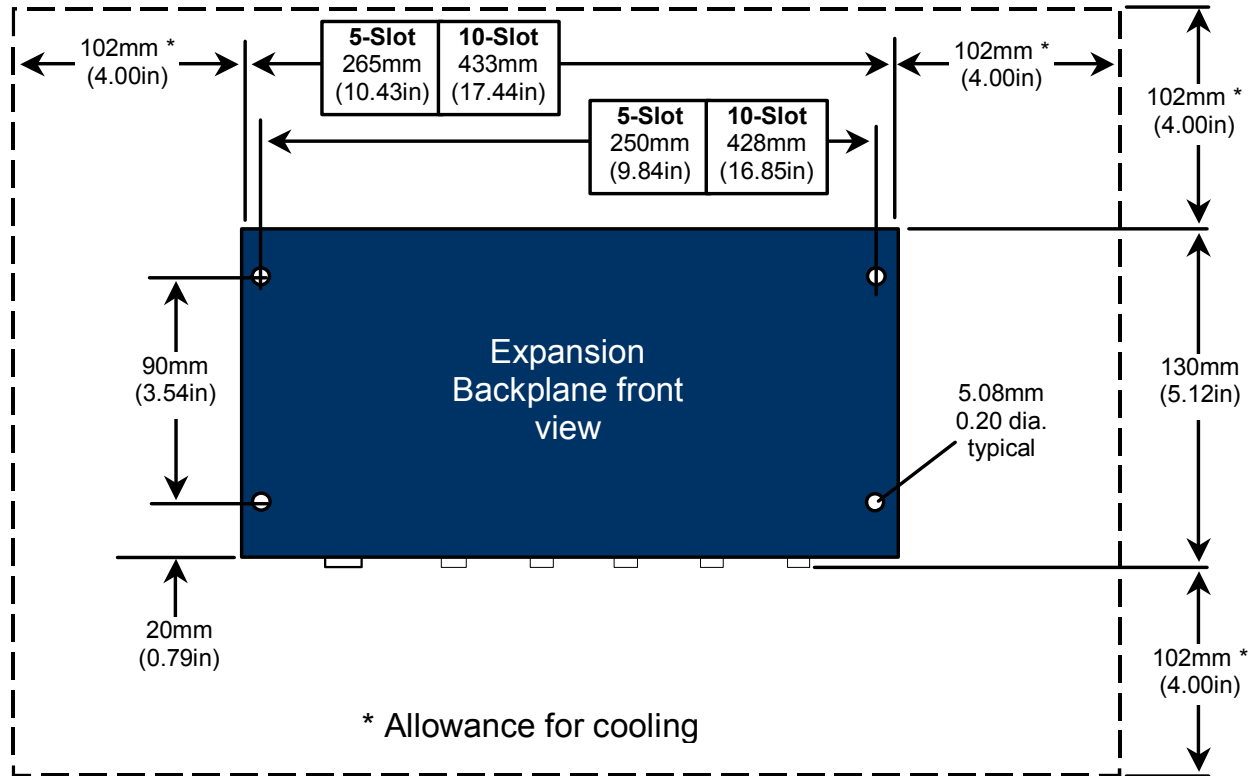 102mm *
(4.00in)
5-Slot
265mm
(10.43in)
10-Slot
433mm
(17.44in)
102mm *
(4.00in)
102mm *
(4.00in)
5-Slot
250mm
(9.84in)
10-Slot
428mm
(16.85in)
90mm
(3.54in)
Expansion
Backplane front
view
5.08mm
0.20 dia.
typical
130mm
(5.12in)
20mm
(0.79in)
102mm *
(4.00in)
* Allowance for cooling